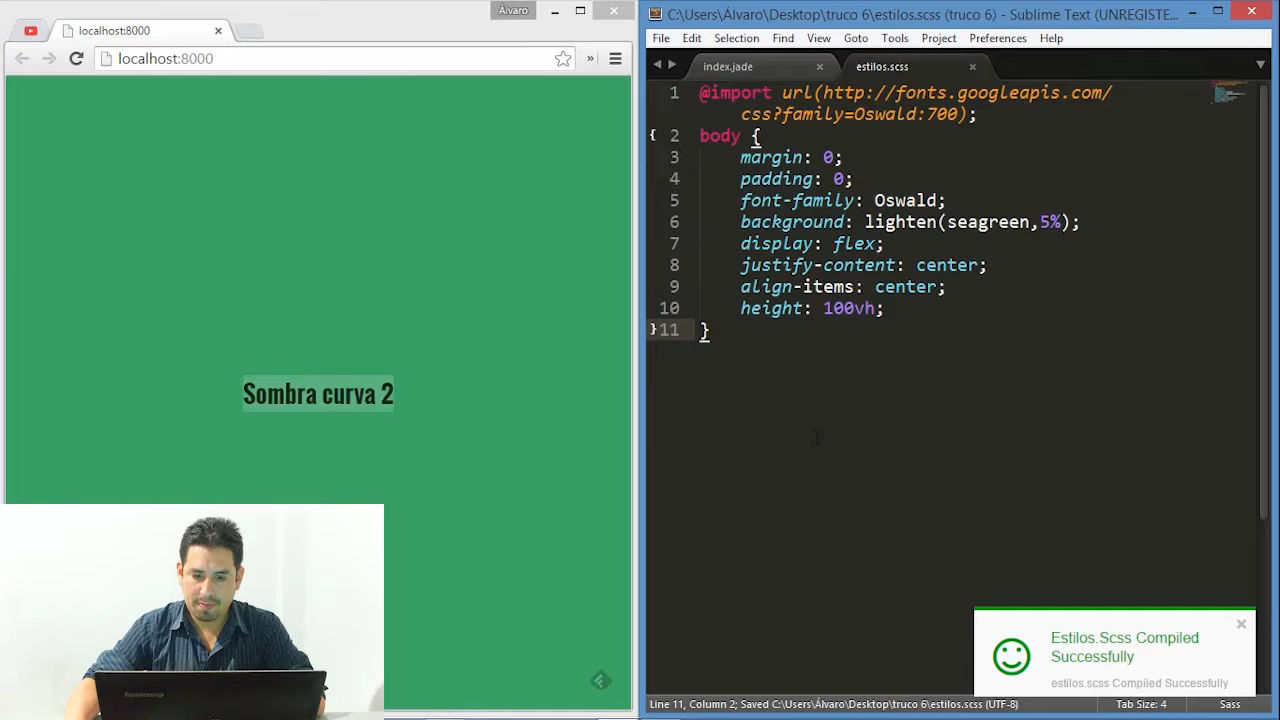 Álvaro
localhost:8000
localhost:8000
Sombra curva 2
C:\Users\Álvaro\Desktop\truco 6\estilos.scss (truco 6) - Sublime Text (UNREGISTE...
File Edit Selection Find View Goto Tools Project Preferences Help
index.jade estilos.scss
1 @import url(http://fonts.googleapis.com/
css?family=Oswald:700);
2 body {
3 margin: 0;
4 padding: 0;
5 font-family: Oswald;
6 background: lighten(seagreen,5%);
7 display: flex;
8 justify-content: center;
9 align-items: center;
10 height: 100vh;
11 }
Estilos.Scss Compiled
Successfully
estilos.scss Compiled Successfully
Line 11, Column 2; Saved C:\Users\Álvaro\Desktop\truco 6\estilos.scss (UTF-8) Tab Size: 4 Sass